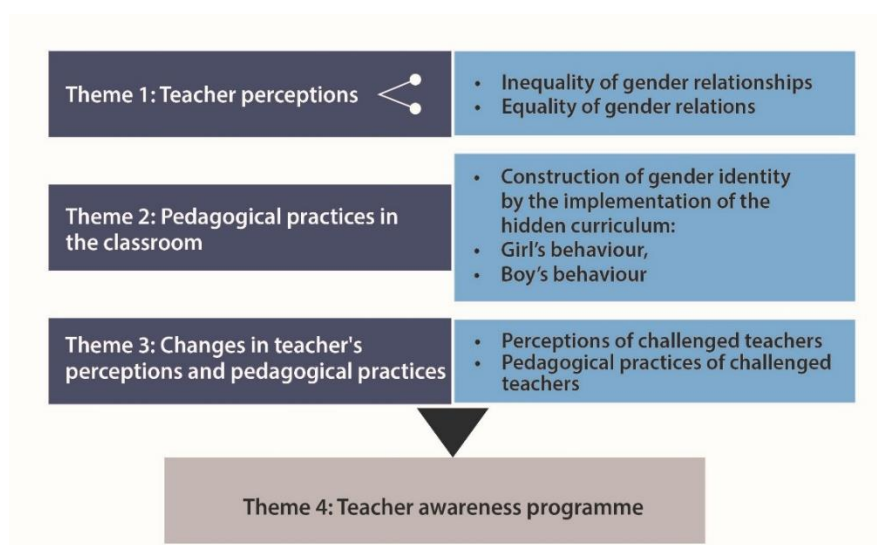 Theme 1: Teacher perceptions
• Inequality of gender relationships
• Equality of gender relations
Theme 2: Pedagogical practices in
the classroom
• Construction of gender identity
by the implementation of the
hidden curriculum:
• Girl's behaviour,
• Boy's behaviour
Theme 3: Changes in teacher's
perceptions and pedagogical practices
• Perceptions of challenged teachers
• Pedagogical practices of challenged
teachers
Theme 4: Teacher awareness programme